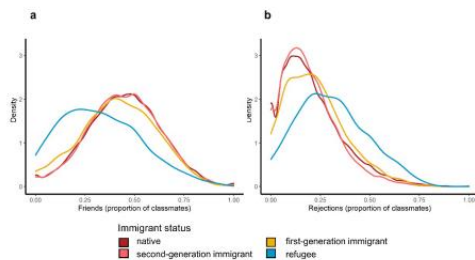 a
b
3
2
1
0
Density
0.00 0.25 0.50 0.75 1.00
Friends (proportion of classmates)
3
2
1
0
Density
0.00 0.25 0.50 0.75 1.00
Rejections (proportion of classmates)
Immigrant status
native
first-generation immigrant
second-generation immigrant
refugee